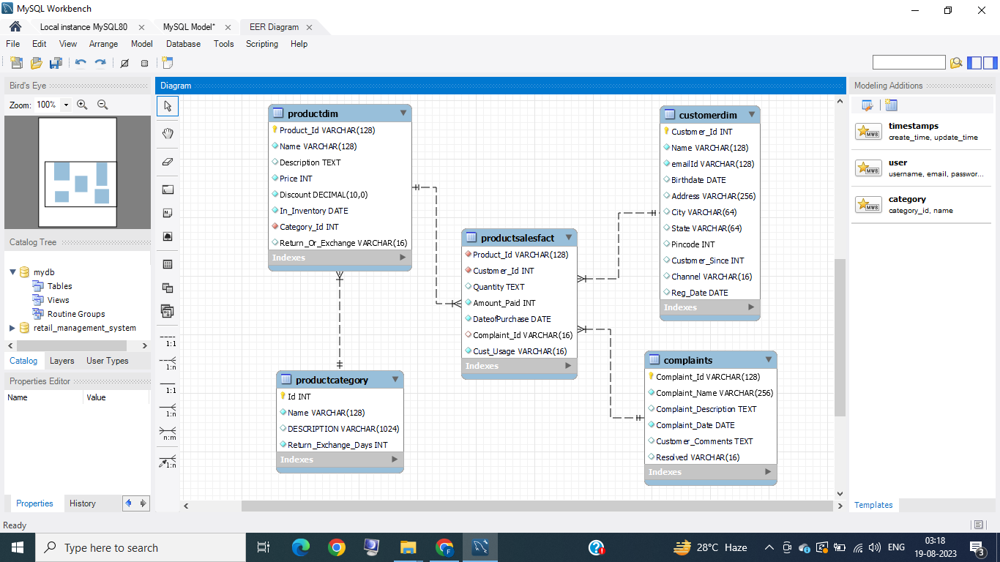 MySQL Workbench
Local instance MySQL80
MySQL Model*
EER Diagram
File Edit View Arrange Model Database Tools Scripting Help
Bird's Eye
Zoom: 100%
Catalog Tree
mydb
Tables
Views
Routine Groups
retail_management_system
Catalog Layers User Types
Properties Editor
Name Value
Properties History
Diagram
1:1
1:n
1:1
1:n
n:m
1:n
productdim
Product_Id VARCHAR(128)
Name VARCHAR(128)
Description TEXT
Price INT
Discount DECIMAL(10,0)
In_Inventory DATE
Category_Id INT
Return_Or_Exchange VARCHAR(16)
Indexes
productcategory
Id INT
Name VARCHAR(128)
DESCRIPTION VARCHAR(1024)
Return_Exchange_Days INT
Indexes
productsalesfact
Product_Id VARCHAR(128)
Customer_Id INT
Quantity TEXT
Amount_Paid INT
DateofPurchase DATE
Complaint_Id VARCHAR(16)
Cust_Usage VARCHAR(16)
Indexes
customerdim
Customer_Id INT
Name VARCHAR(128)
emailId VARCHAR(128)
Birthdate DATE
Address VARCHAR(256)
City VARCHAR(64)
State VARCHAR(64)
Pincode INT
Customer_Since INT
Channel VARCHAR(16)
Reg_Date DATE
Indexes
complaints
Complaint_Id VARCHAR(128)
Complaint_Name VARCHAR(256)
Complaint_Description TEXT
Complaint_Date DATE
Customer_Comments TEXT
Resolved VARCHAR(16)
Indexes
Modeling Additions
MWB
timestamps
create_time, update_time
MWB
user
username, email, passwor...
MWB
category
category_id, name
Templates
Ready
Type here to search
F
28°C Haze
ENG
03:18
19-08-2023
3